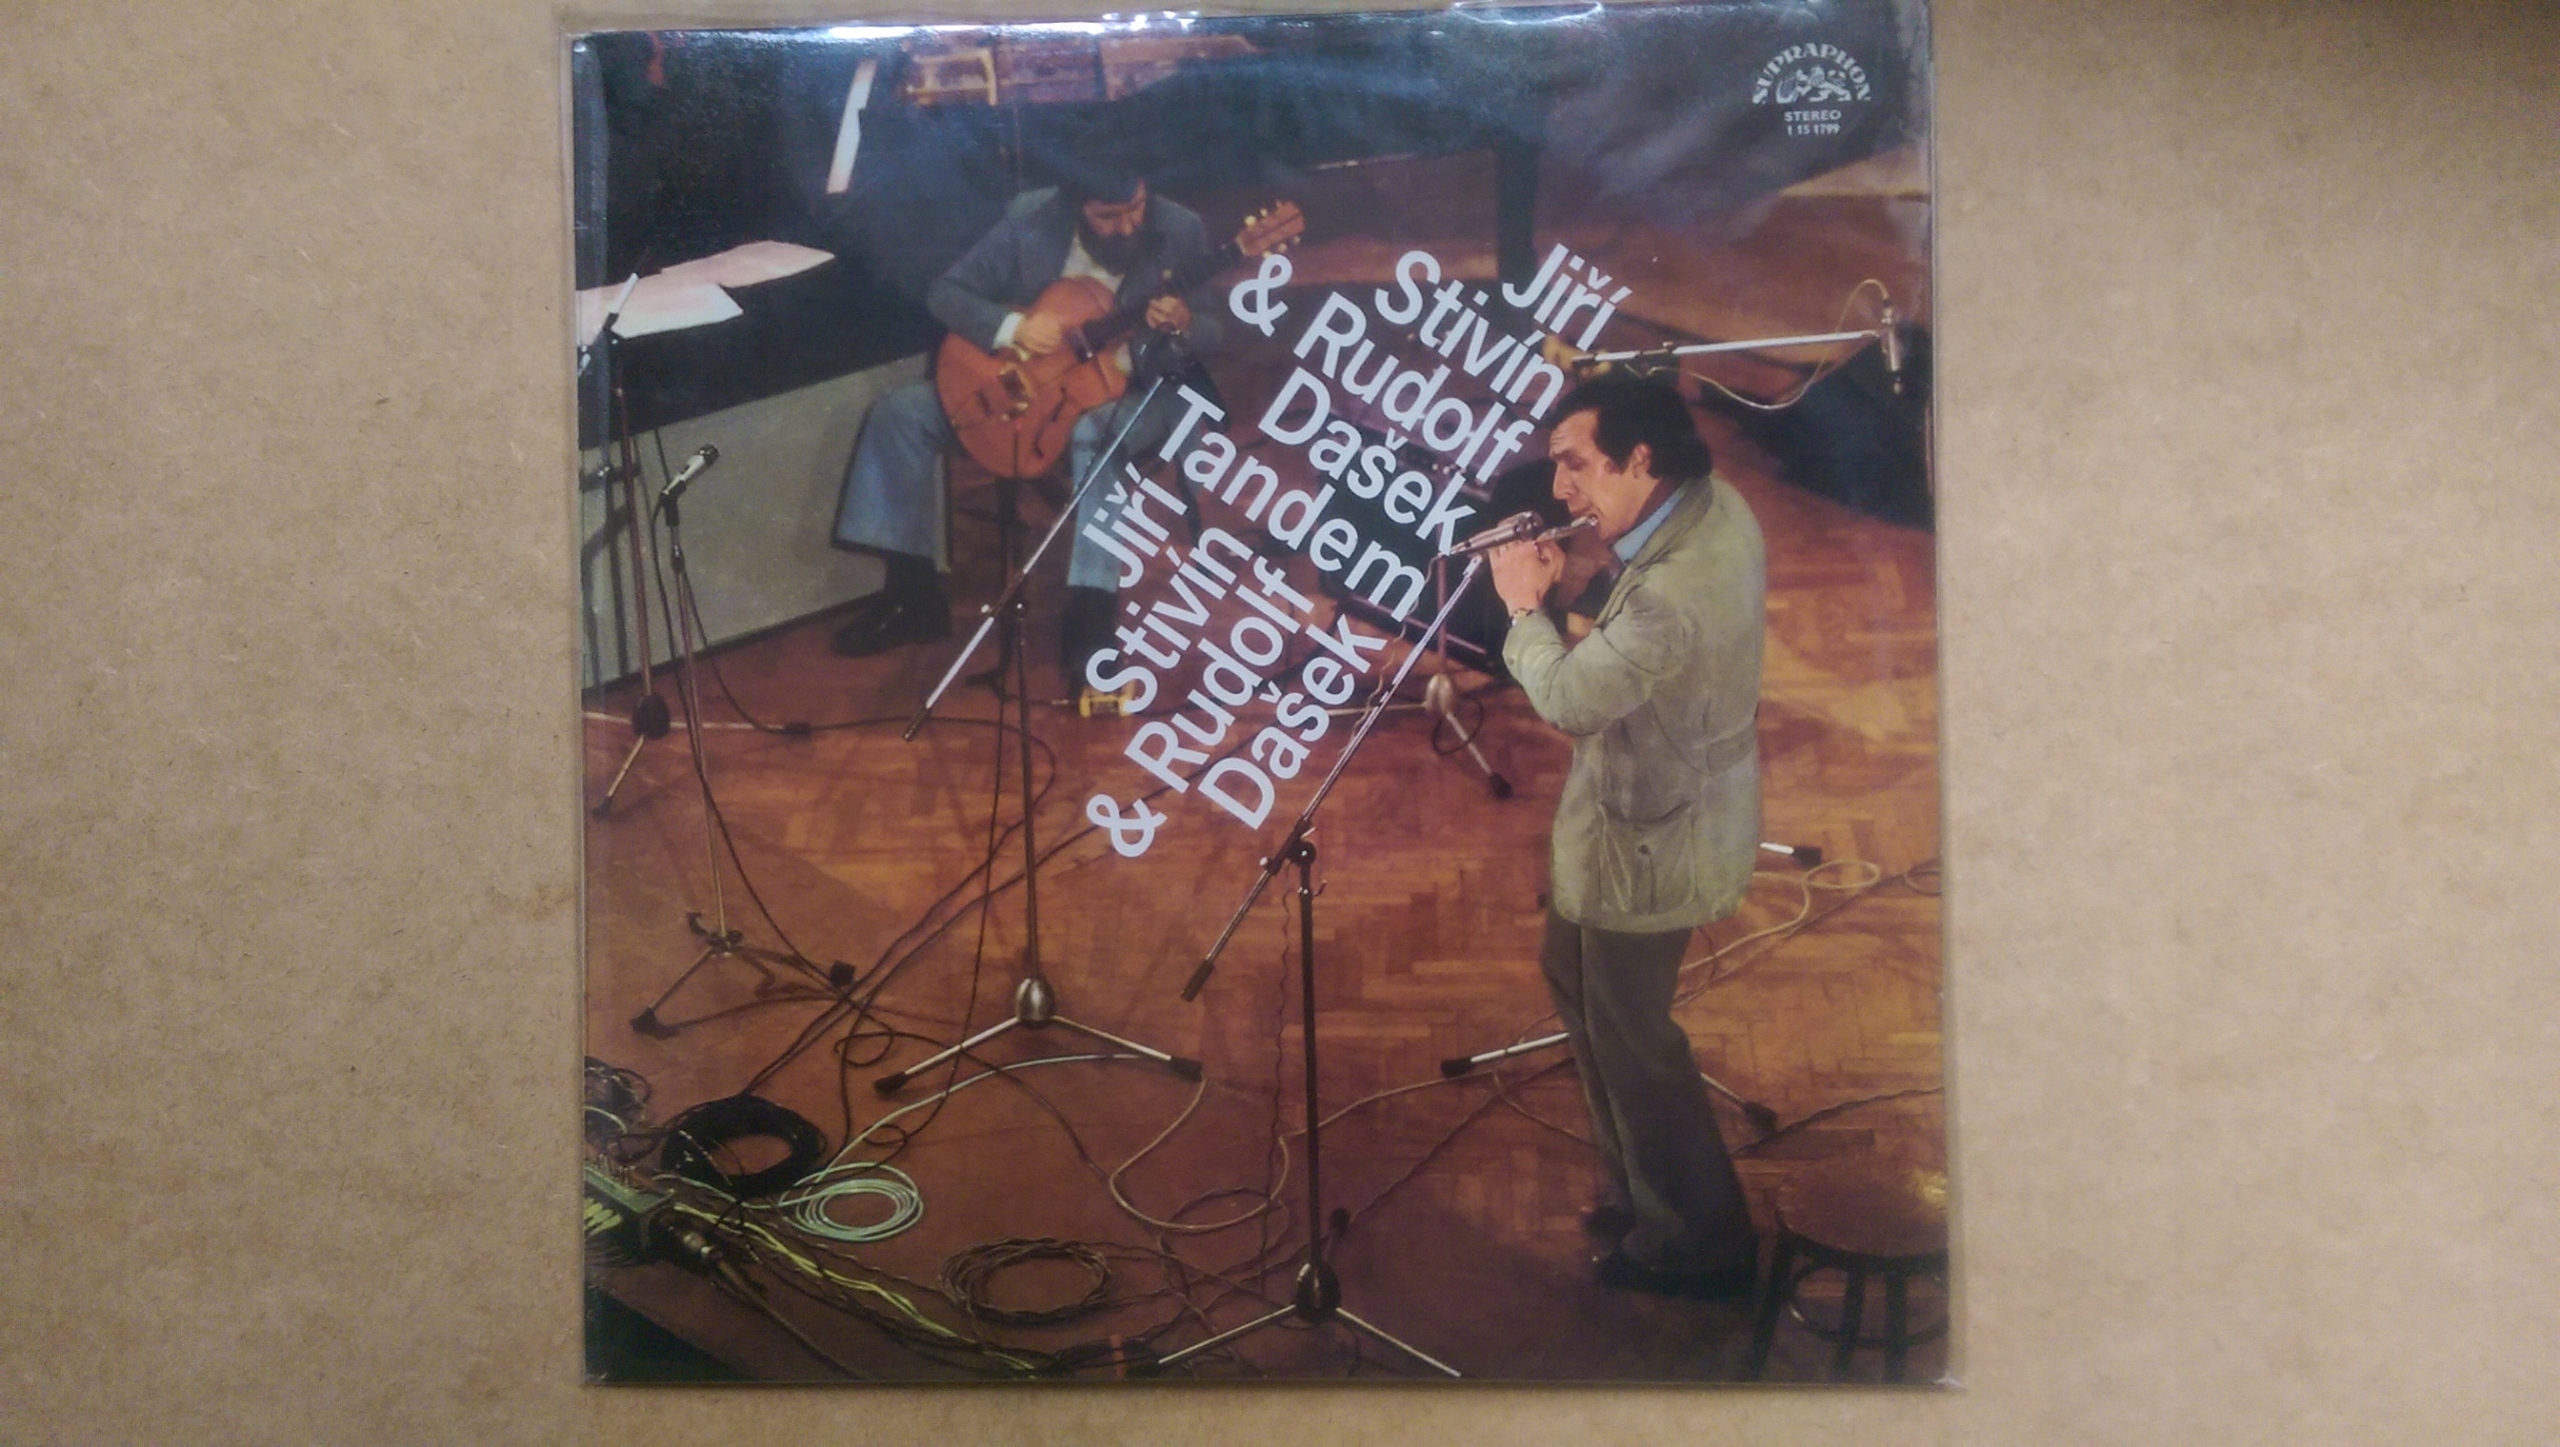 SUPRAPHON
STEREO
1 15 1799
Jiří
Stivín
& Rudolf
Dašek
Tandem
Jiří
Stivín
& Rudolf
Dašek